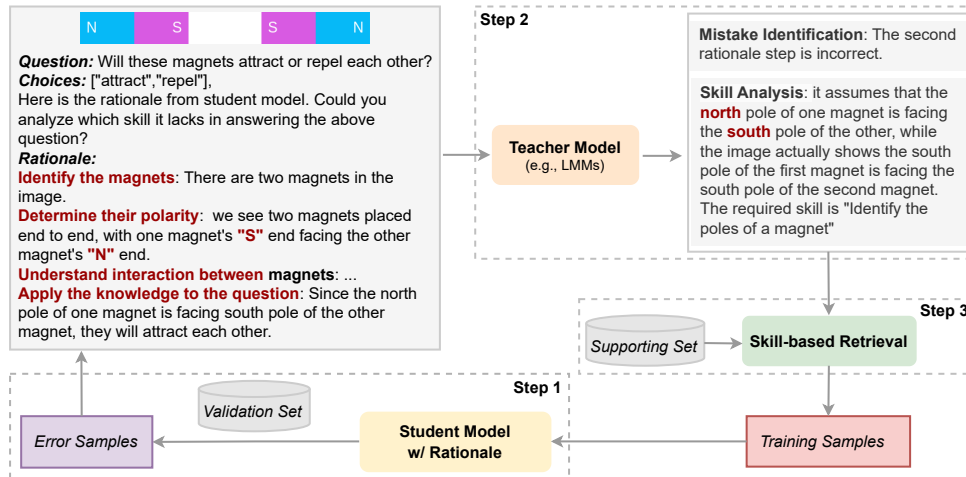 N S S N
Question: Will these magnets attract or repel each other?
Choices: ["attract","repel"],
Here is the rationale from student model. Could you
analyze which skill it lacks in answering the above
question?
Rationale:
Identify the magnets: There are two magnets in the
image.
Determine their polarity:  we see two magnets placed
end to end, with one magnet's "S" end facing the other
magnet's "N" end.
Understand interaction between magnets: ...
Apply the knowledge to the question: Since the north
pole of one magnet is facing south pole of the other
magnet, they will attract each other.
Step 2
Teacher Model
(e.g., LMMs)
Mistake Identification: The second
rationale step is incorrect.
Skill Analysis: it assumes that the
north pole of one magnet is facing
the south pole of the other, while
the image actually shows the south
pole of the first magnet is facing the
south pole of the second magnet.
The required skill is "Identify the
poles of a magnet"
Step 3
Supporting Set
Skill-based Retrieval
Step 1
Validation Set
Error Samples
Student Model
w/ Rationale
Training Samples